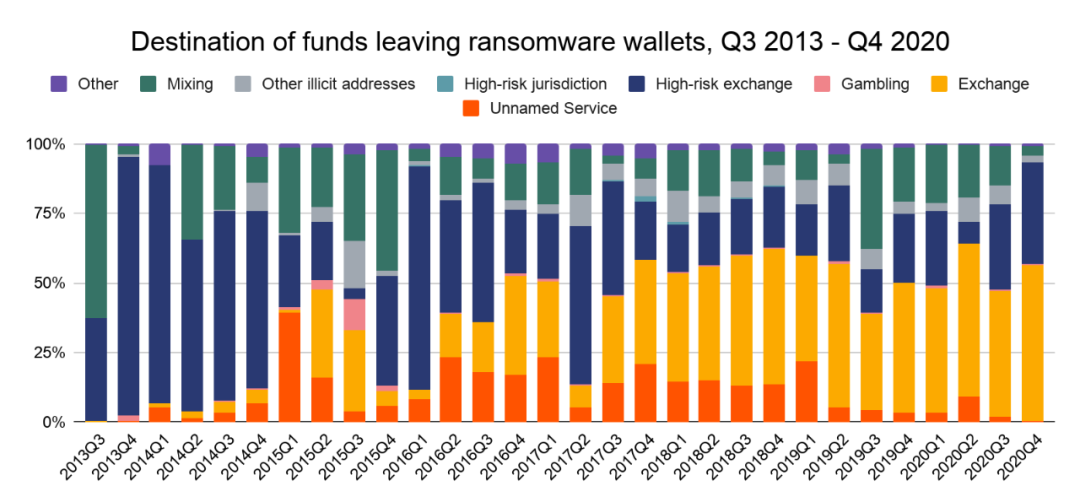 Destination of funds leaving ransomware wallets, Q3 2013 - Q4 2020
Other Mixing Other illicit addresses High-risk jurisdiction High-risk exchange Gambling Exchange
Unnamed Service
100%
75%
50%
25%
0%
2013Q3 2013Q4 2014Q1 2014Q2 2014Q3 2014Q4 2015Q1 2015Q2 2015Q3 2015Q4 2016Q1 2016Q2 2016Q3 2016Q4 2017Q1 2017Q2 2017Q3 2017Q4 2018Q1 2018Q2 2018Q3 2018Q4 2019Q1 2019Q2 2019Q3 2019Q4 2020Q1 2020Q2 2020Q3 2020Q4